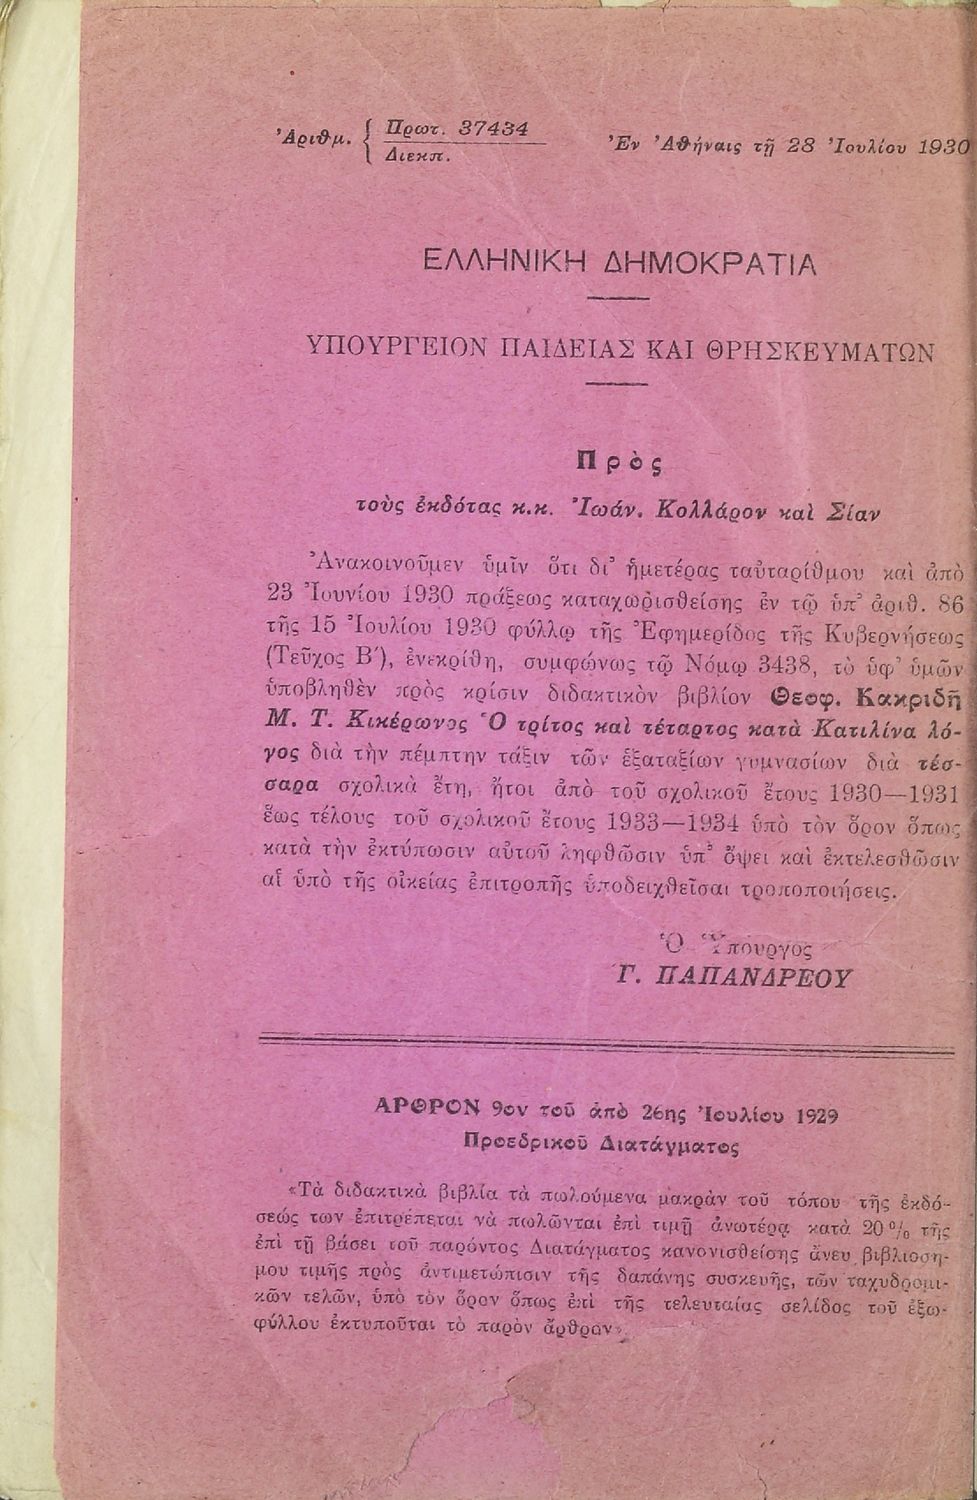 Ἀριθμ. { Πρωτ. 37434
Διεκπ.
Ἐν Ἀθήναις τῇ 28 Ἰουλίου 1930
ΕΛΛΗΝΙΚΗ ΔΗΜΟΚΡΑΤΙΑ
ΥΠΟΥΡΓΕΙΟΝ ΠΑΙΔΕΙΑΣ ΚΑΙ ΘΡΗΣΚΕΥΜΑΤΩΝ
Πρὸς
τοὺς ἐκδότας κ.κ. Ἰωάν. Κολλάρον καὶ Σίαν
Ἀνακοινοῦμεν ὑμῖν ὅτι δι’ ἡμετέρας ταὐταρίθμου καὶ ἀπὸ
23 Ἰουνίου 1930 πράξεως καταχωρισθείσης ἐν τῷ ὑπ’ ἀριθ. 86
τῆς 15 Ἰουλίου 1930 φύλλῳ τῆς Ἐφημερίδος τῆς Κυβερνήσεως
(Τεῦχος Β΄), ἐνεκρίθη, συμφώνως τῷ Νόμῳ 3438, τὸ ὑφ’ ὑμῶν
ὑποβληθὲν πρὸς κρίσιν διδακτικὸν βιβλίον Θεοφ. Κακριδῆ
Μ. Τ. Κικέρωνος Ὁ τρίτος καὶ τέταρτος κατὰ Κατιλίνα λό-
γος διὰ τὴν πέμπτην τάξιν τῶν ἑξαταξίων γυμνασίων διὰ τέσ-
σαρα σχολικὰ ἔτη, ἤτοι ἀπὸ τοῦ σχολικοῦ ἔτους 1930—1931
ἕως τέλους τοῦ σχολικοῦ ἔτους 1933—1934 ὑπὸ τὸν ὅρον ὅπως
κατὰ τὴν ἐκτύπωσιν αὐτοῦ ληφθῶσιν ὑπ’ ὄψει καὶ ἐκτελεσθῶσιν
αἱ ὑπὸ τῆς οἰκείας ἐπιτροπῆς ὑποδειχθεῖσαι τροποποιήσεις.
Ὁ Ὑπουργος
Γ. ΠΑΠΑΝΔΡΕΟΥ
ΑΡΘΡΟΝ 9ον τοῦ ἀπὸ 26ης Ἰουλίου 1929
Προεδρικοῦ Διατάγματος
«Τὰ διδακτικὰ βιβλία τὰ πωλούμενα μακρὰν τοῦ τόπου τῆς ἐκδό-
σεώς των ἐπιτρέπεται νὰ πωλῶνται ἐπὶ τιμῇ ἀνωτέρᾳ κατὰ 20% τῆς
ἐπὶ τῇ βάσει τοῦ παρόντος Διατάγματος κανονισθείσης ἄνευ βιβλιοσή-
μου τιμῆς πρὸς ἀντιμετώπισιν τῆς δαπάνης συσκευῆς, τῶν ταχυδρομι-
κῶν τελῶν, ὑπὸ τὸν ὅρον ὅπως ἐπὶ τῆς τελευταίας σελίδος τοῦ ἐξω-
φύλλου ἐκτυποῦται τὸ παρὸν ἄρθρον».